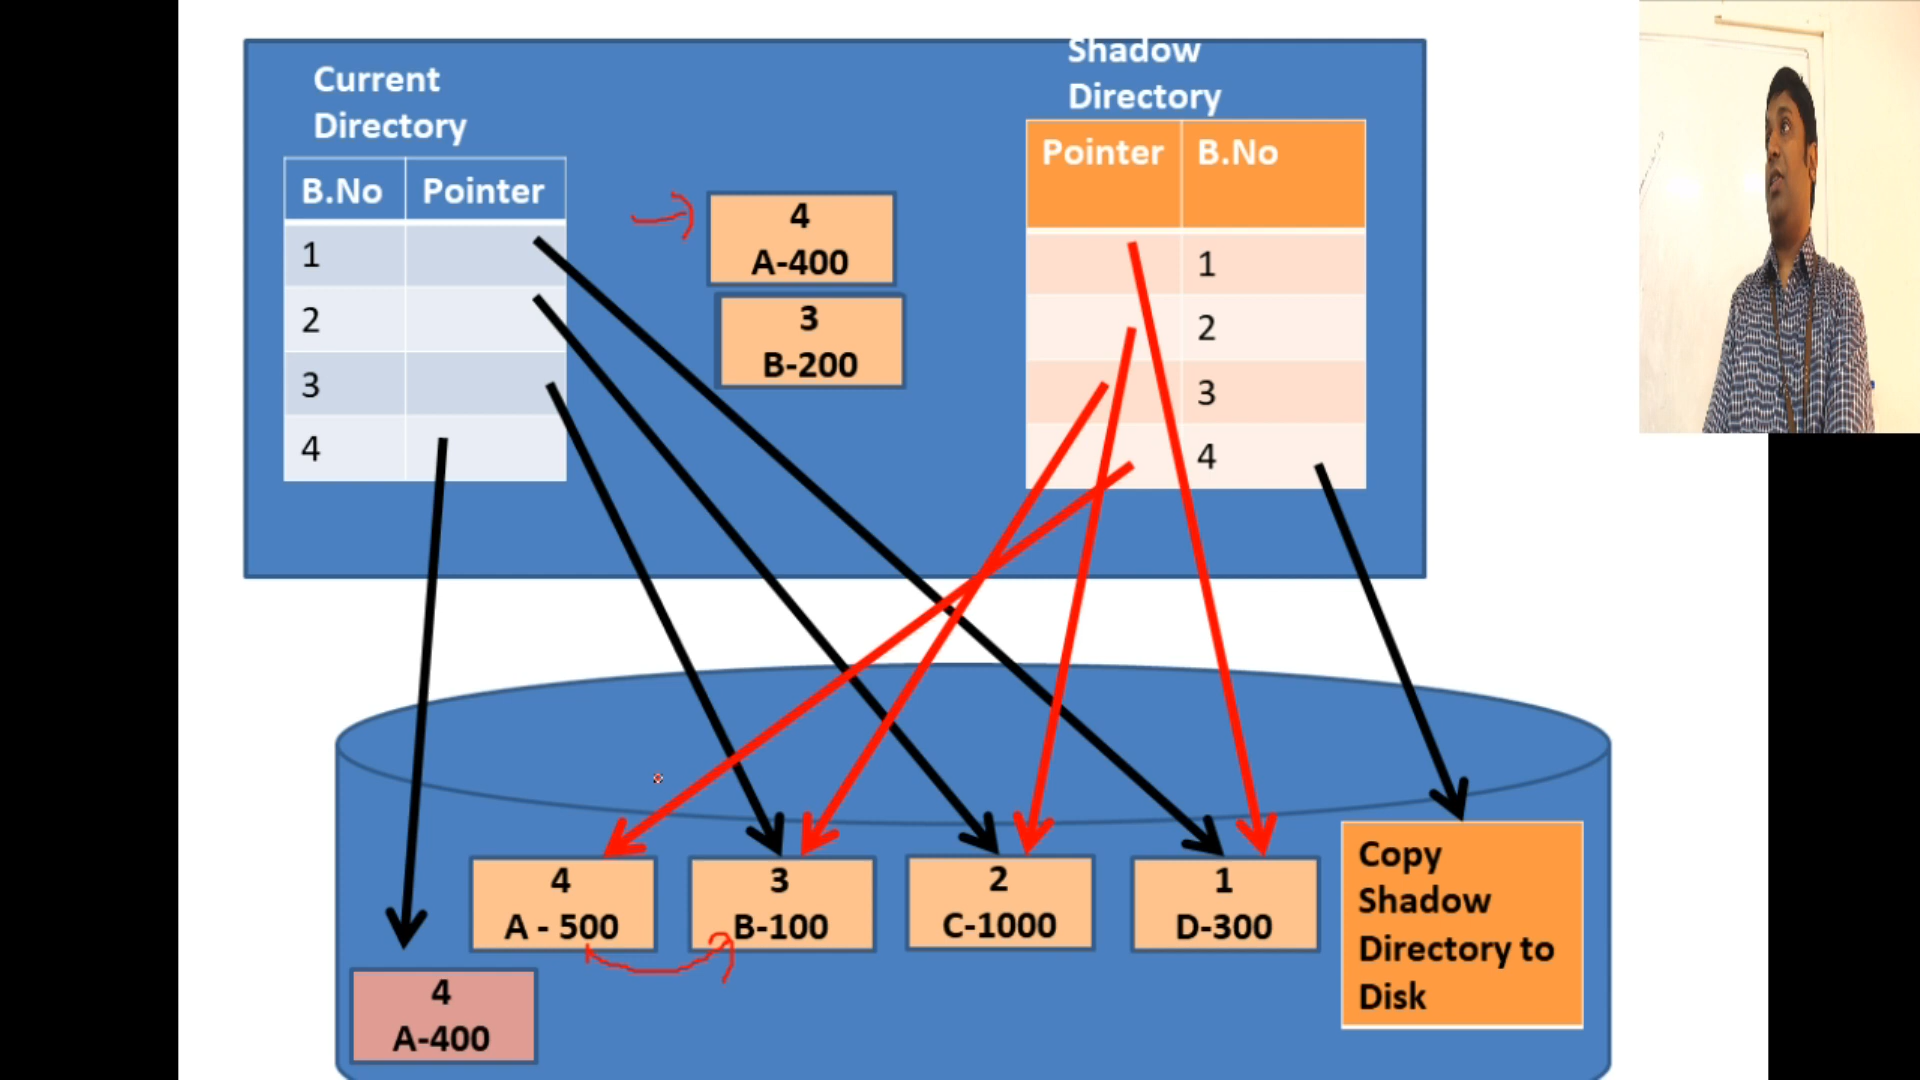 Current
Directory
B.No Pointer
1
2
3
4
4
A-400
3
B-200
Shadow
Directory
Pointer B.No
1
2
3
4
4
A - 500
3
B-100
2
C-1000
1
D-300
Copy
Shadow
Directory to
Disk
4
A-400